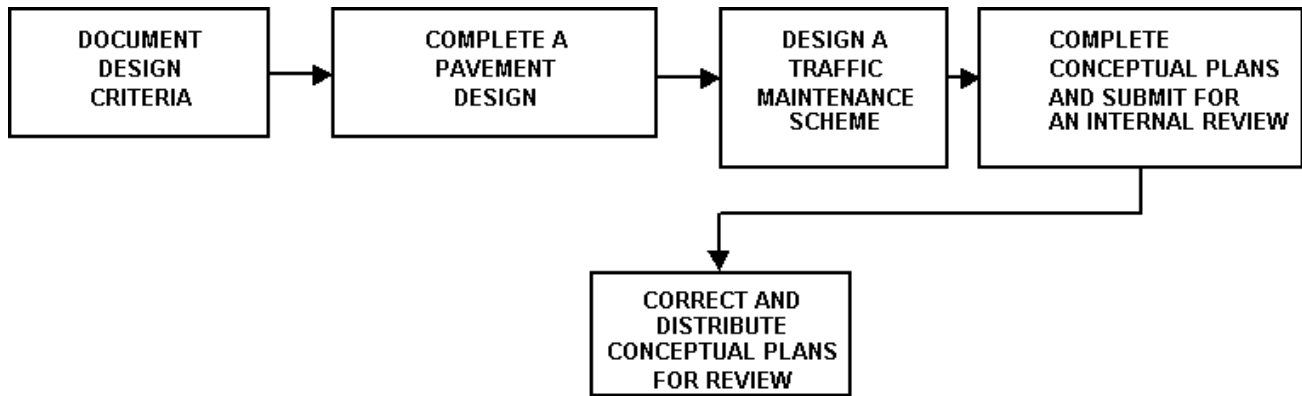 DOCUMENT
DESIGN
CRITERIA
COMPLETE A
PAVEMENT
DESIGN
DESIGN A
TRAFFIC
MAINTENANCE
SCHEME
COMPLETE
CONCEPTUAL PLANS
AND SUBMIT FOR
AN INTERNAL REVIEW
CORRECT AND
DISTRIBUTE
CONCEPTUAL PLANS
FOR REVIEW